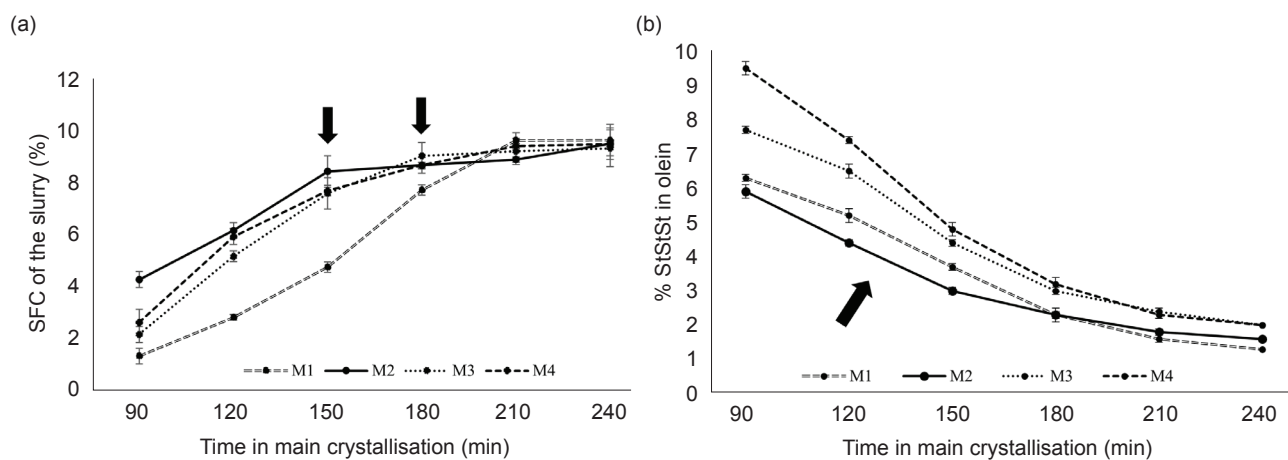 (a)
SFC of the slurry (%)
12
10
8
6
4
2
0
M1 M2 M3 M4
90 120 150 180 210 240
Time in main crystallisation (min)
(b)
% StStSt in olein
10
9
8
7
6
5
4
3
2
1
0
M1 M2 M3 M4
90 120 150 180 210 240
Time in main crystallisation (min)